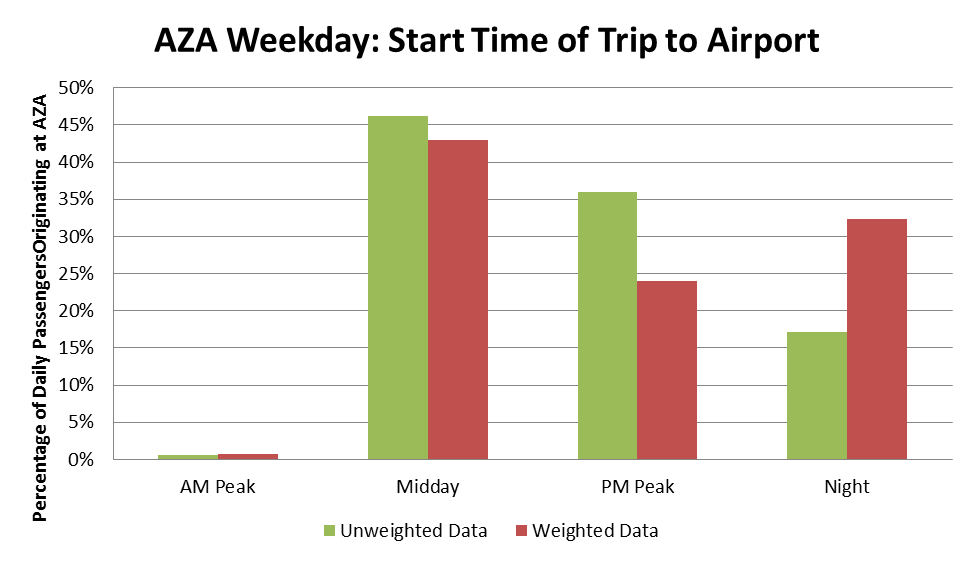 AZA Weekday: Start Time of Trip to Airport
Percentage of Daily PassengersOriginating at AZA
50%
45%
40%
35%
30%
25%
20%
15%
10%
5%
0%
AM Peak
Midday
PM Peak
Night
Unweighted Data
Weighted Data